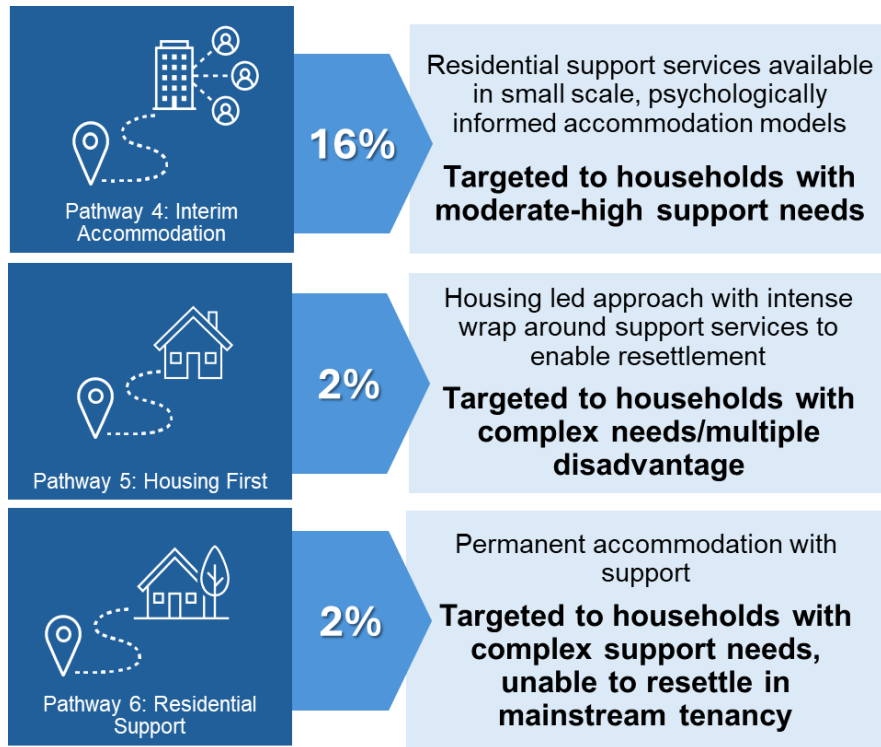 Pathway 4: Interim
Accommodation
16%
Residential support services available
in small scale, psychologically
informed accommodation models
Targeted to households with
moderate-high support needs
Pathway 5: Housing First
2%
Housing led approach with intense
wrap around support services to
enable resettlement
Targeted to households with
complex needs/multiple
disadvantage
Pathway 6: Residential
Support
2%
Permanent accommodation with
support
Targeted to households with
complex support needs,
unable to resettle in
mainstream tenancy